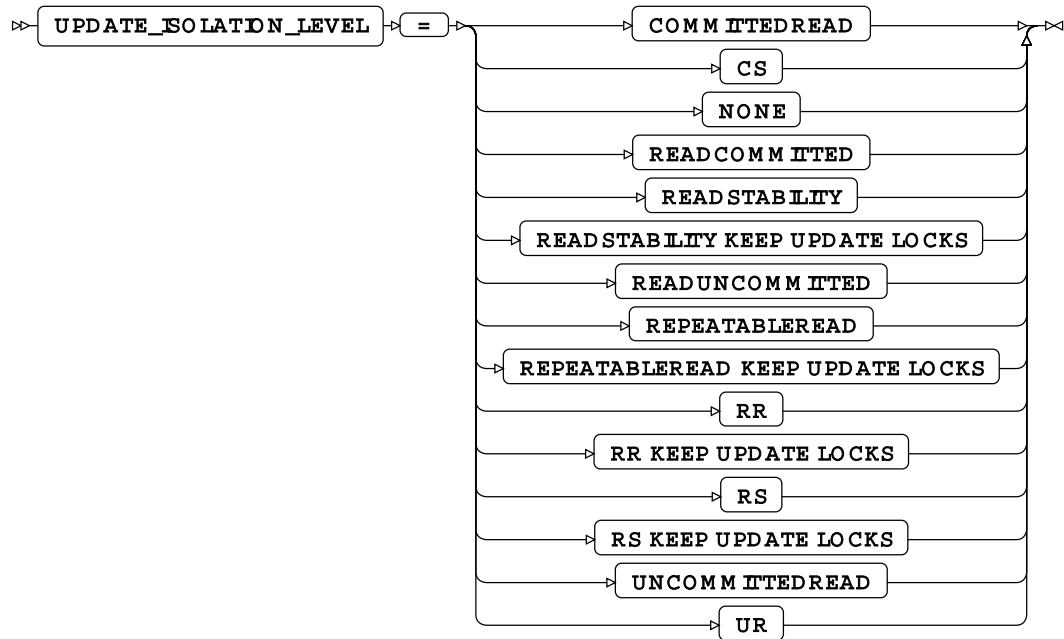 UPDATE_ISOLATION_LEVEL = COMMITTEDREAD
CS
NONE
READCOMMITTED
READSTABILITY
READSTABILITY KEEP UPDATE LOCKS
READUNCOMMITTED
REPEATABLEREAD
REPEATABLEREAD KEEP UPDATE LOCKS
RR
RR KEEP UPDATE LOCKS
RS
RS KEEP UPDATE LOCKS
UNCOMMITTEDREAD
UR